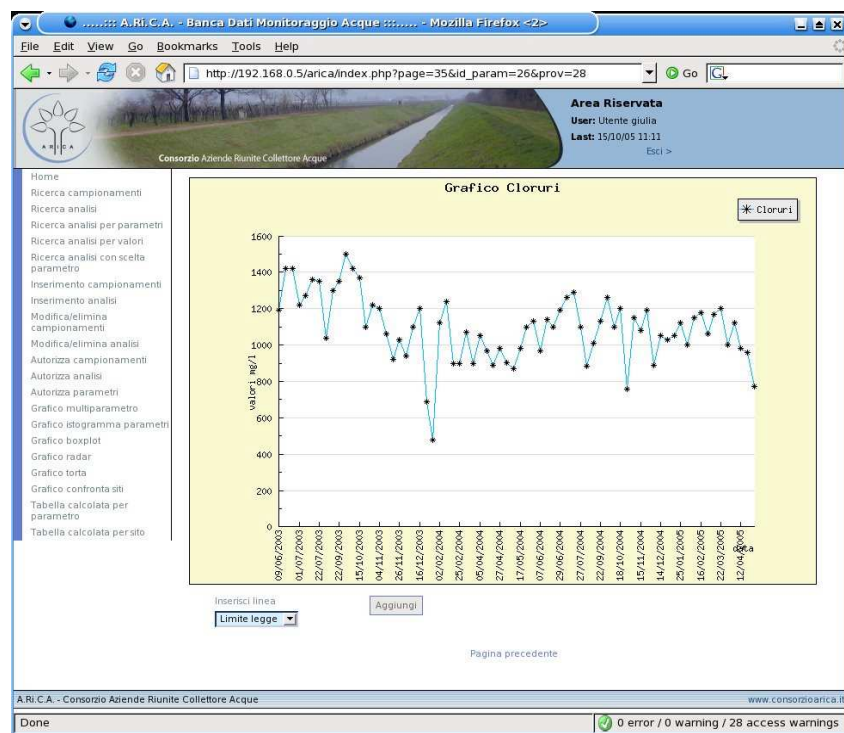 .....::: A.Ri.C.A. - Banca Dati Monitoraggio Acque :::..... - Mozilla Firefox <2>
File Edit View Go Bookmarks Tools Help
http://192.168.0.5/arica/index.php?page=35&id_param=26&prov=28
Go
G
ARICA
Consorzio Aziende Riunite Collettore Acque
Area Riservata
User: Utente giulia
Last: 15/10/05 11:11
Esci >
Home
Ricerca campionamenti
Ricerca analisi
Ricerca analisi per parametri
Ricerca analisi per valori
Ricerca analisi con scelta
parametro
Inserimento campionamenti
Inserimento analisi
Modifica/elimina
campionamenti
Modifica/elimina analisi
Autorizza campionamenti
Autorizza analisi
Autorizza parametri
Grafico multiparametro
Grafico istogramma parametri
Grafico boxplot
Grafico radar
Grafico torta
Grafico confronta siti
Tabella calcolata per
parametro
Tabella calcolata per sito
Grafico Cloruri
Cloruri
valori mg/l
1600
1400
1200
1000
800
600
400
200
0
09/06/2003
01/07/2003
22/07/2003
22/09/2003
15/10/2003
04/11/2003
26/11/2003
16/12/2003
02/02/2004
25/02/2004
05/04/2004
27/04/2004
17/05/2004
07/06/2004
29/06/2004
27/07/2004
22/09/2004
18/10/2004
15/11/2004
14/12/2004
25/01/2005
16/02/2005
22/03/2005
12/04/2005
data
Inserisci linea
Limite legge
Aggiungi
Pagina precedente
A.Ri.C.A. - Consorzio Aziende Riunite Collettore Acque
www.consorzioarica.it
Done
0 error / 0 warning / 28 access warnings